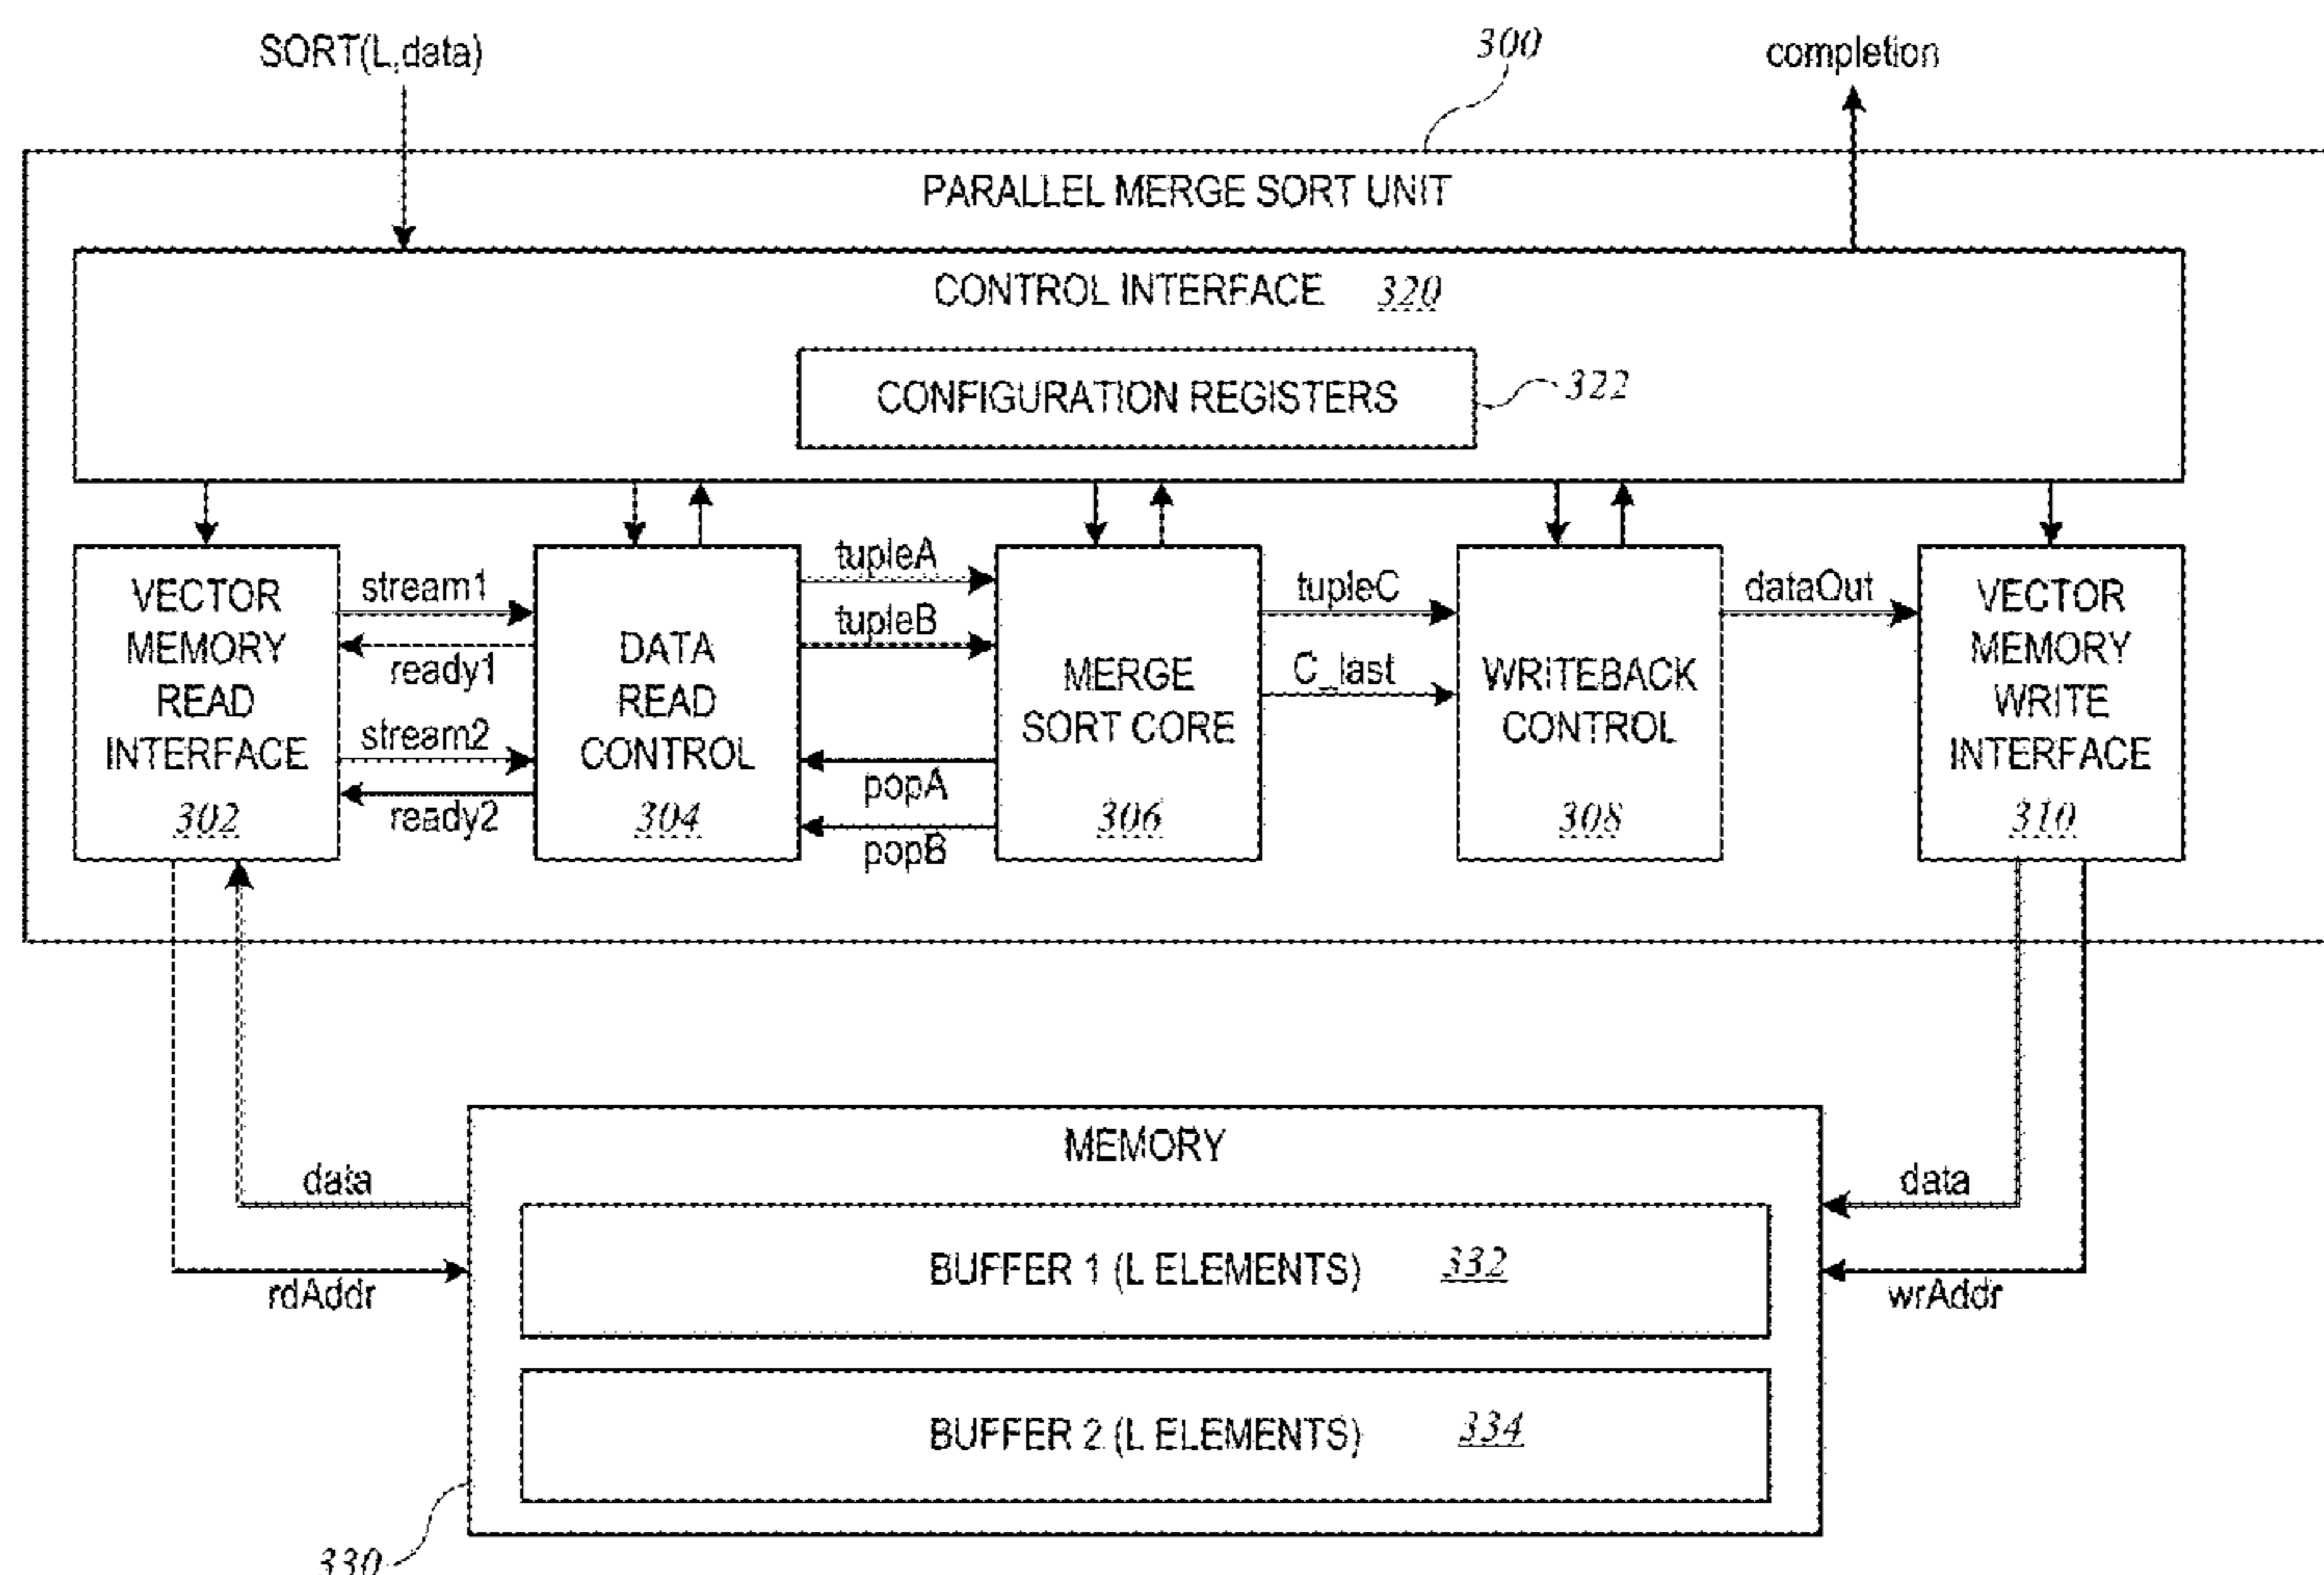 SORT(L,data)
300
completion
PARALLEL MERGE SORT UNIT
CONTROL INTERFACE 320
CONFIGURATION REGISTERS
322
VECTOR
MEMORY
READ
INTERFACE
302
stream1
ready1
stream2
ready2
DATA
READ
CONTROL
304
tupleA
tupleB
popA
popB
MERGE
SORT CORE
306
tupleC
C_last
WRITEBACK
CONTROL
308
dataOut
VECTOR
MEMORY
WRITE
INTERFACE
310
data
rdAddr
MEMORY
BUFFER 1 (L ELEMENTS) 332
BUFFER 2 (L ELEMENTS) 334
data
wrAddr
330